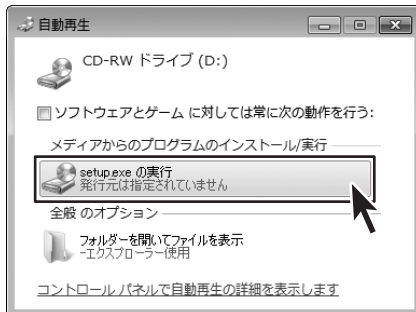 自動再生
CD-RW ドライブ (D:)
ソフトウェアとゲーム に対しては常に次の動作を行う:
メディアからのプログラムのインストール/実行
setup.exe の実行
発行元は指定されていません
全般 のオプション
フォルダーを開いてファイルを表示
-エクスプローラー使用
コントロール パネルで自動再生の詳細を表示します